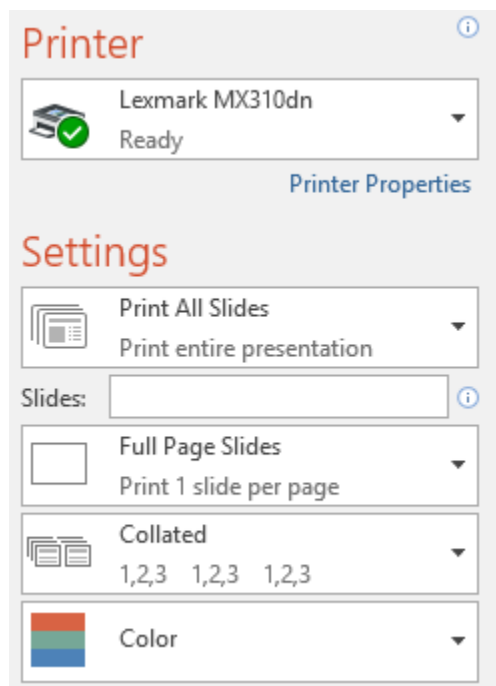 Printer
Lexmark MX310dn
Ready
Printer Properties
Settings
Print All Slides
Print entire presentation
Slides:
Full Page Slides
Print 1 slide per page
Collated
1,2,3 1,2,3 1,2,3
Color